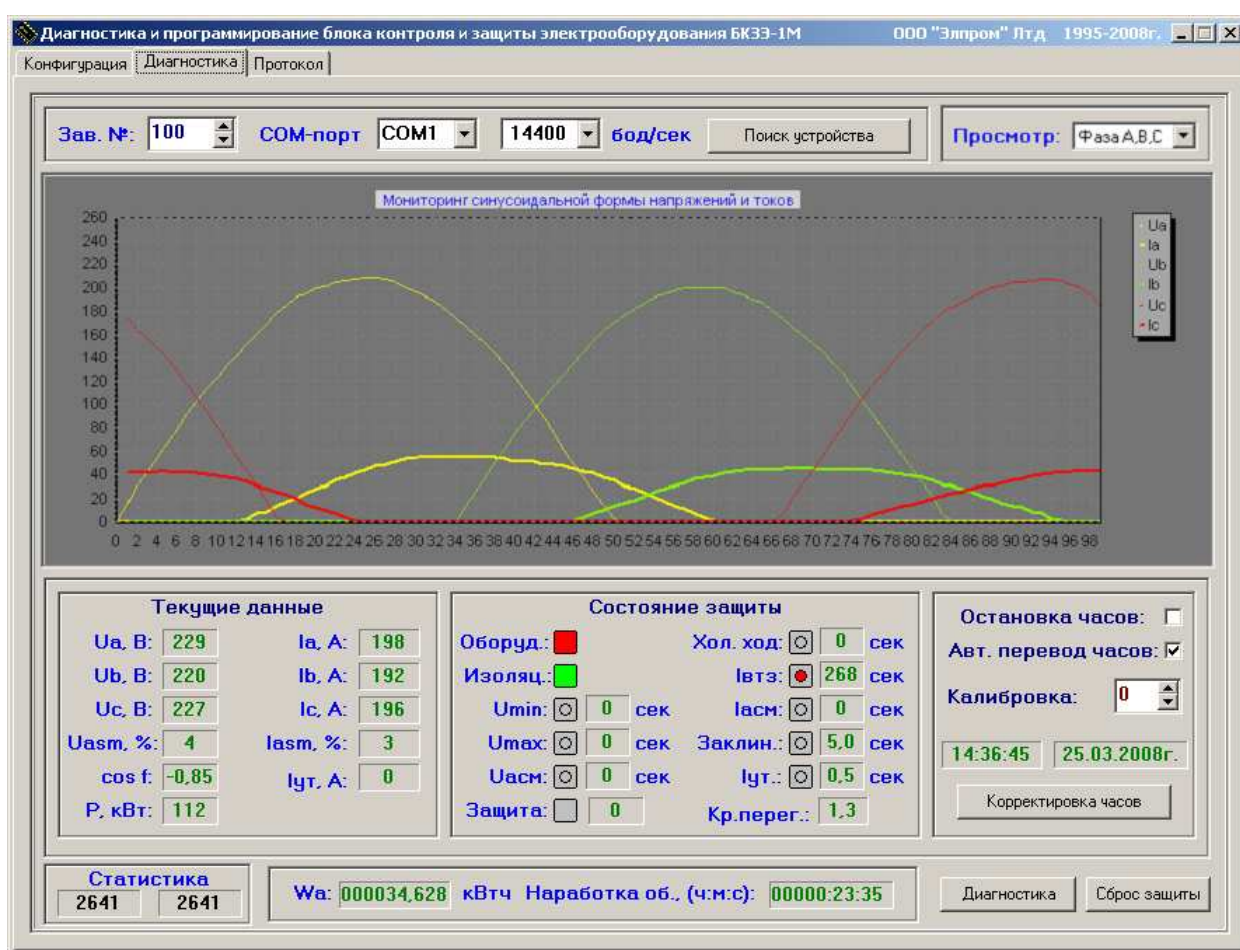 Диагностика и программирование блока контроля и защиты электрооборудования БКЗЭ-1М ООО "Элпром" Лтд 1995-2008г.
Конфигурация Диагностика Протокол
Зав. №: 100 COM-порт COM1 14400 бод/сек Поиск устройства Просмотр: Фаза А,В,С
Мониторинг синусоидальной формы напряжений и токов
260
240
220
200
180
160
140
120
100
80
60
40
20
0
0 2 4 6 8 10 12 14 16 18 20 22 24 26 28 30 32 34 36 38 40 42 44 46 48 50 52 54 56 58 60 62 64 66 68 70 72 74 76 78 80 82 84 86 88 90 92 94 96 98
Ua
Ia
Ub
Ib
Uc
Ic
Текущие данные
Ua, В: 229 Ia, А: 198
Ub, В: 220 Ib, А: 192
Uc, В: 227 Ic, А: 196
Uasm, %: 4 Iasm, %: 3
cos f: -0,85 Iут, А: 0
P, кВт: 112
Состояние защиты
Оборуд.: Хол. ход: 0 сек
Изоляц.: Iвтз: 268 сек
Umin: 0 сек Iасм: 0 сек
Umax: 0 сек Заклин.: 5,0 сек
Uасм: 0 сек Iут.: 0,5 сек
Защита: 0 Кр.перег.: 1,3
Остановка часов:
Авт. перевод часов:
Калибровка: 0
14:36:45 25.03.2008г.
Корректировка часов
Статистика
2641 2641
Wa: 000034,628 кВтч Наработка об., (ч:м:с): 00000:23:35
Диагностика Сброс защиты